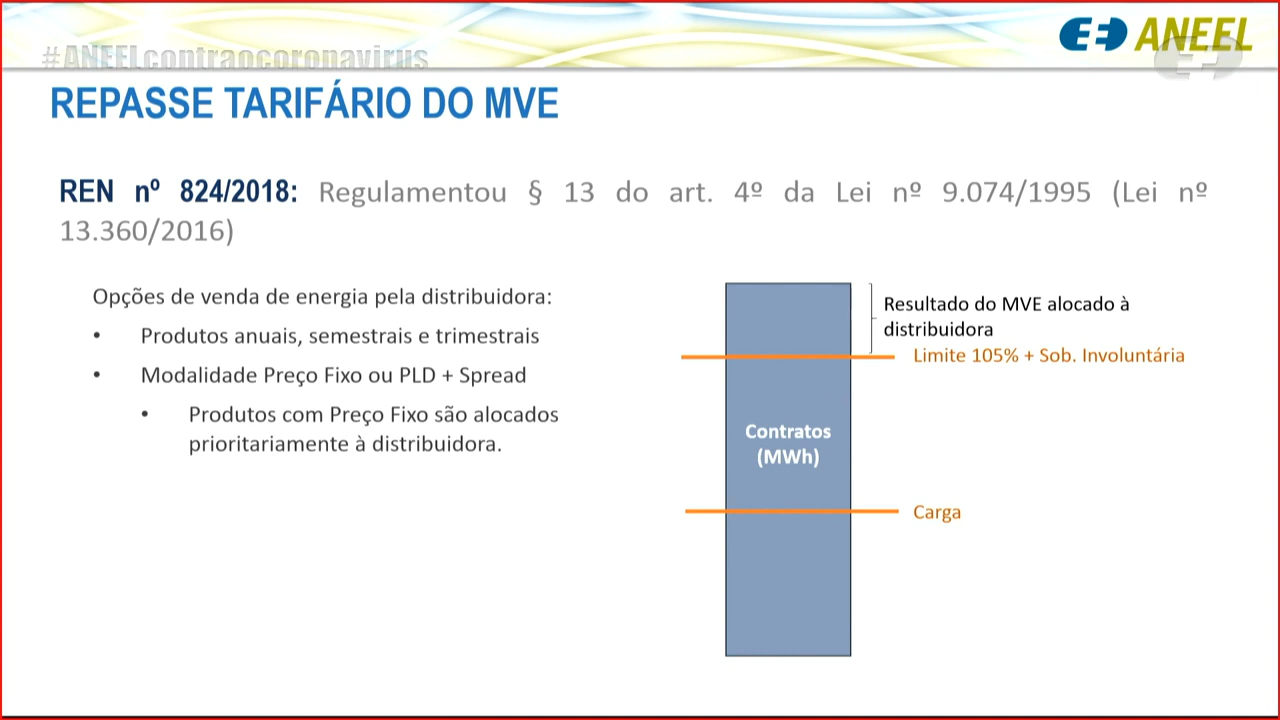 #ANEELcontraocoronavirus
ANEEL
REPASSE TARIFÁRIO DO MVE
REN nº 824/2018: Regulamentou § 13 do art. 4º da Lei nº 9.074/1995 (Lei nº
13.360/2016)
Opções de venda de energia pela distribuidora:
• Produtos anuais, semestrais e trimestrais
• Modalidade Preço Fixo ou PLD + Spread
• Produtos com Preço Fixo são alocados
prioritariamente à distribuidora.
Resultado do MVE alocado à
distribuidora
Limite 105% + Sob. Involuntária
Contratos
(MWh)
Carga